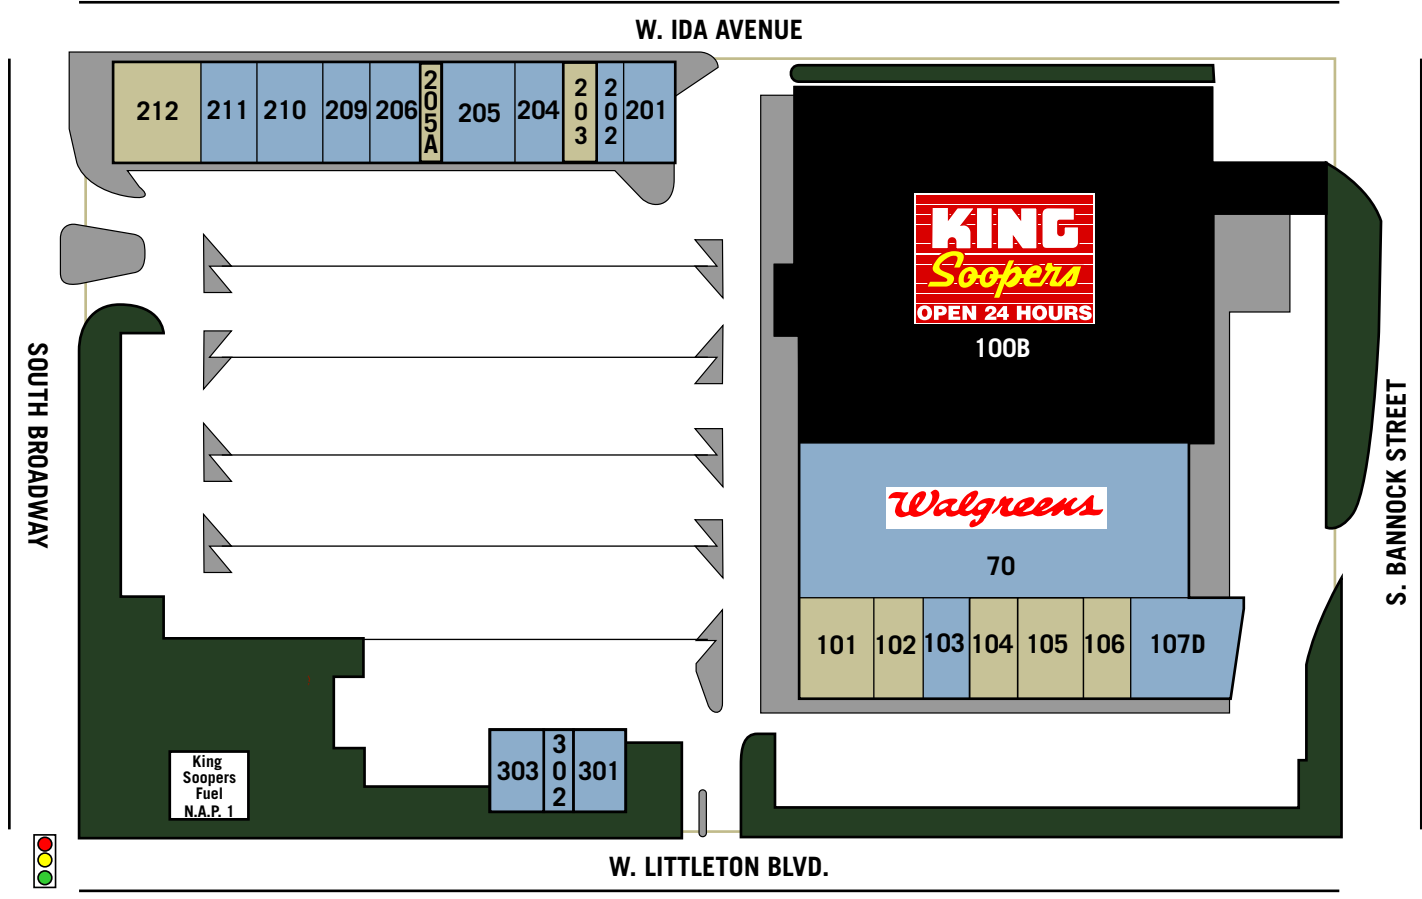 W. IDA AVENUE
212
211
210
209
206
205A
205
204
203
202
201
KING
Soopers
OPEN 24 HOURS
100B
SOUTH BROADWAY
S. BANNOCK STREET
Walgreens
70
101
102
103
104
105
106
107D
303
302
301
King
Soopers
Fuel
N.A.P. 1
W. LITTLETON BLVD.